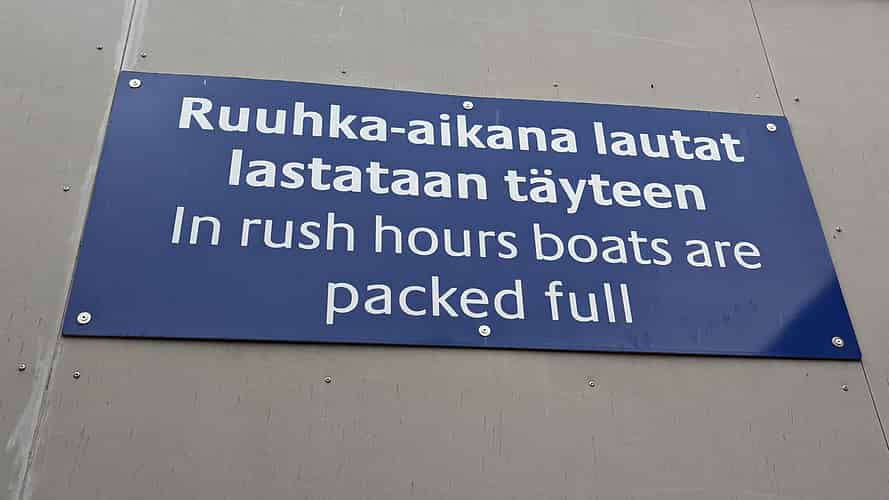 Ruuhka-aikana lautat
lastataan täyteen
In rush hours boats are
packed full